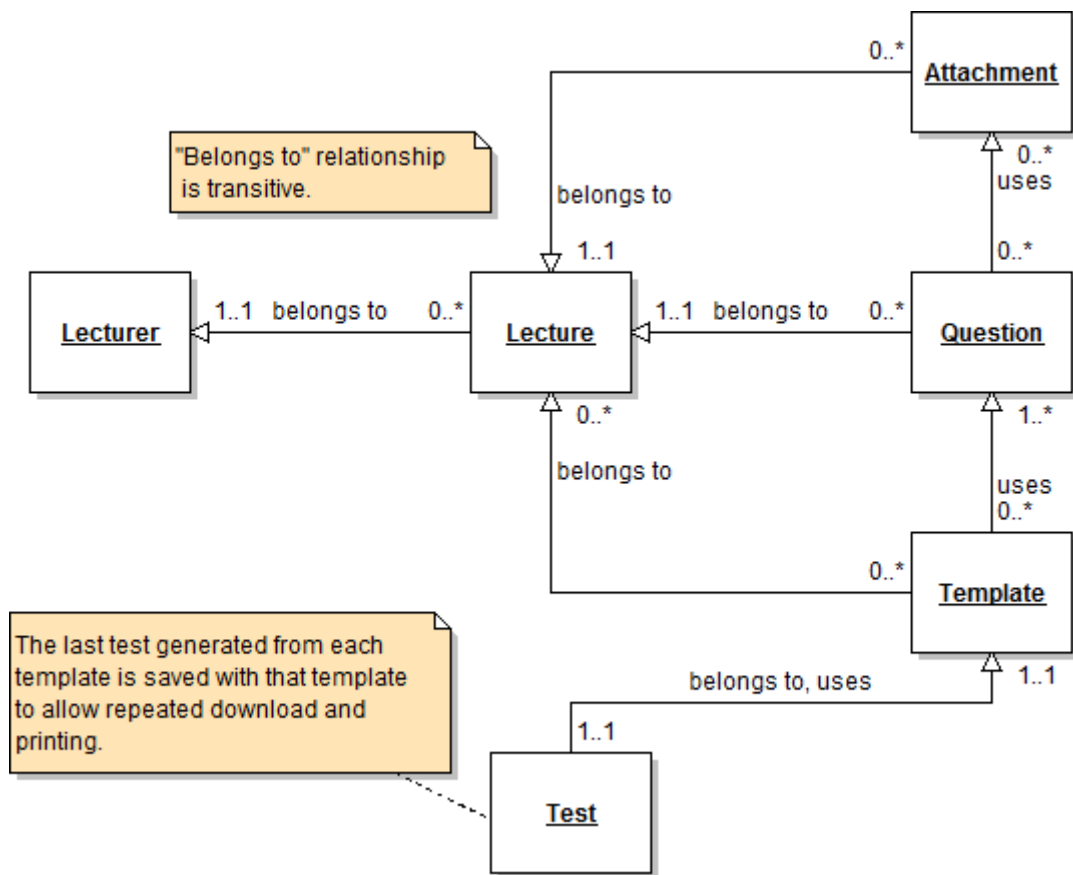 0..*
Attachment
"Belongs to" relationship
is transitive.
0..*
uses
belongs to
1..1
0..*
Lecturer
1..1 belongs to 0..*
Lecture
1..1 belongs to 0..*
Question
0..*
1..*
belongs to
uses
0..*
0..*
Template
The last test generated from each
template is saved with that template
to allow repeated download and
printing.
belongs to, uses
1..1
1..1
Test